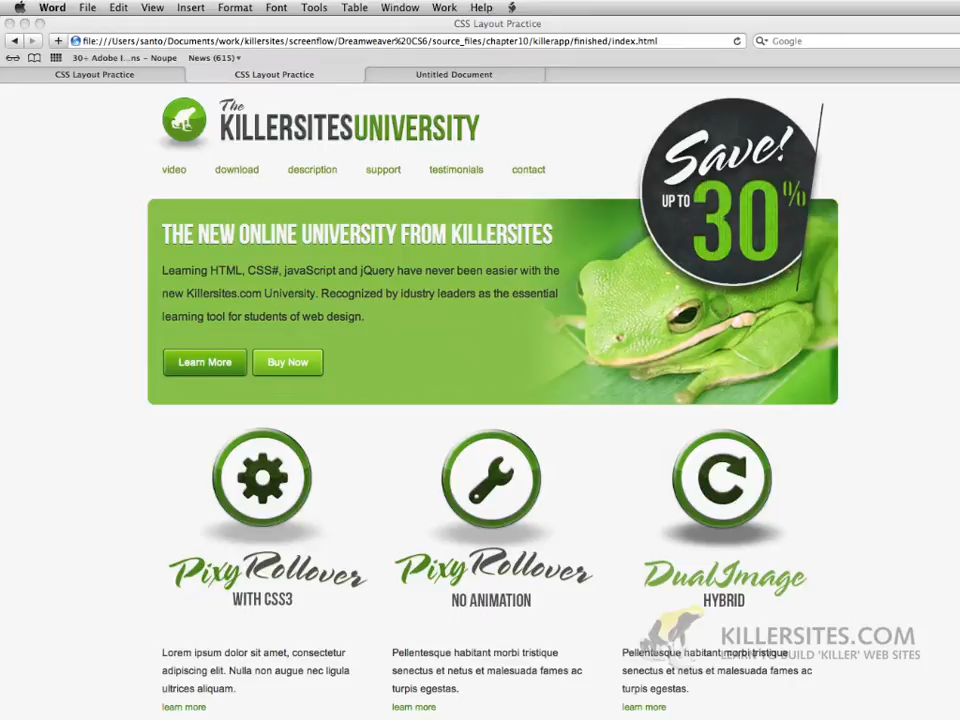 Word File Edit View Insert Format Font Tools Table Window Work Help
CSS Layout Practice
file:///Users/santo/Documents/work/killersites/screenflow/Dreamweaver%20CS6/source_files/chapter10/killerapp/finished/index.html
Google
30+ Adobe I...ns - Noupe News (615)
CSS Layout Practice CSS Layout Practice Untitled Document
The
KILLERSITESUNIVERSITY
video download description support testimonials contact
Save!
UP TO 30%
THE NEW ONLINE UNIVERSITY FROM KILLERSITES
Learning HTML, CSS#, javaScript and jQuery have never been easier with the
new Killersites.com University. Recognized by idustry leaders as the essential
learning tool for students of web design.
Learn More Buy Now
PixyRollover
WITH CSS3
PixyRollover
NO ANIMATION
DualImage
HYBRID
KILLERSITES.COM
LEARN TO BUILD 'KILLER' WEB SITES
Lorem ipsum dolor sit amet, consectetur
adipiscing elit. Nulla non augue nec ligula
ultrices aliquam.
learn more
Pellentesque habitant morbi tristique
senectus et netus et malesuada fames ac
turpis egestas.
learn more
Pellentesque habitant morbi tristique
senectus et netus et malesuada fames ac
turpis egestas.
learn more